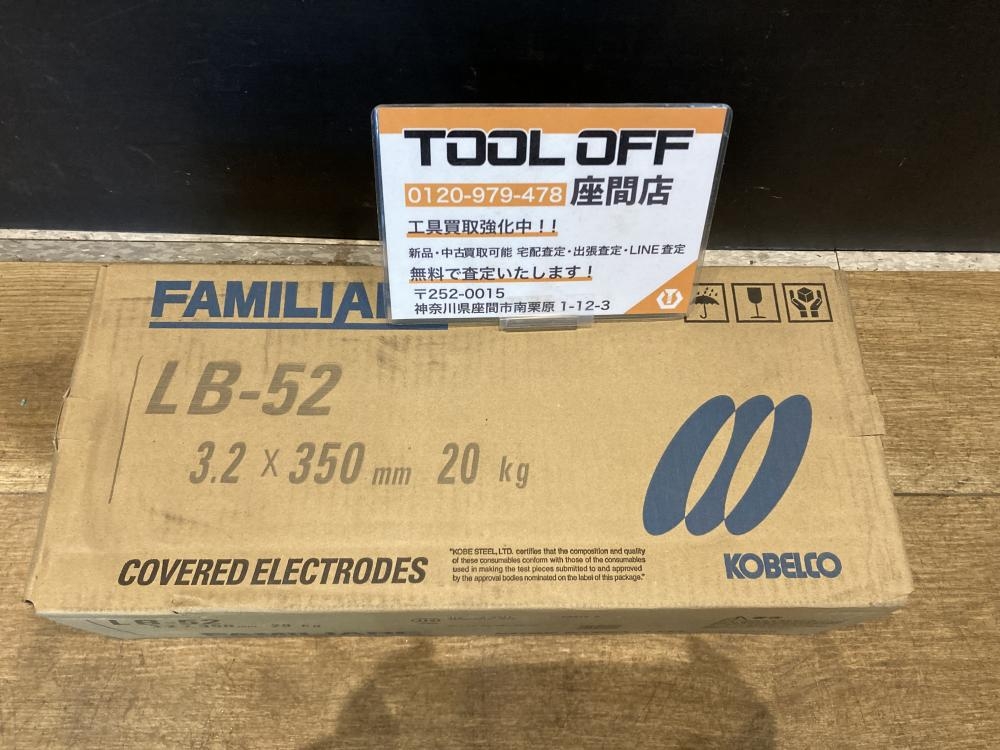 TOOL OFF
0120-979-478 座間店
工具買取強化中！！
新品・中古買取可能 宅配査定・出張査定・LINE査定
無料で査定いたします！
〒252-0015
神奈川県座間市南栗原 1-12-3
FAMILIA
LB-52
3.2 × 350 mm 20 kg
COVERED ELECTRODES
"KOBE STEEL, LTD. certifies that the composition and quality
of these consumables conform with those of the consumables
used in making the test pieces submitted to and approved
by the approval bodies nominated on the label of this package."
KOBELCO
LB-52